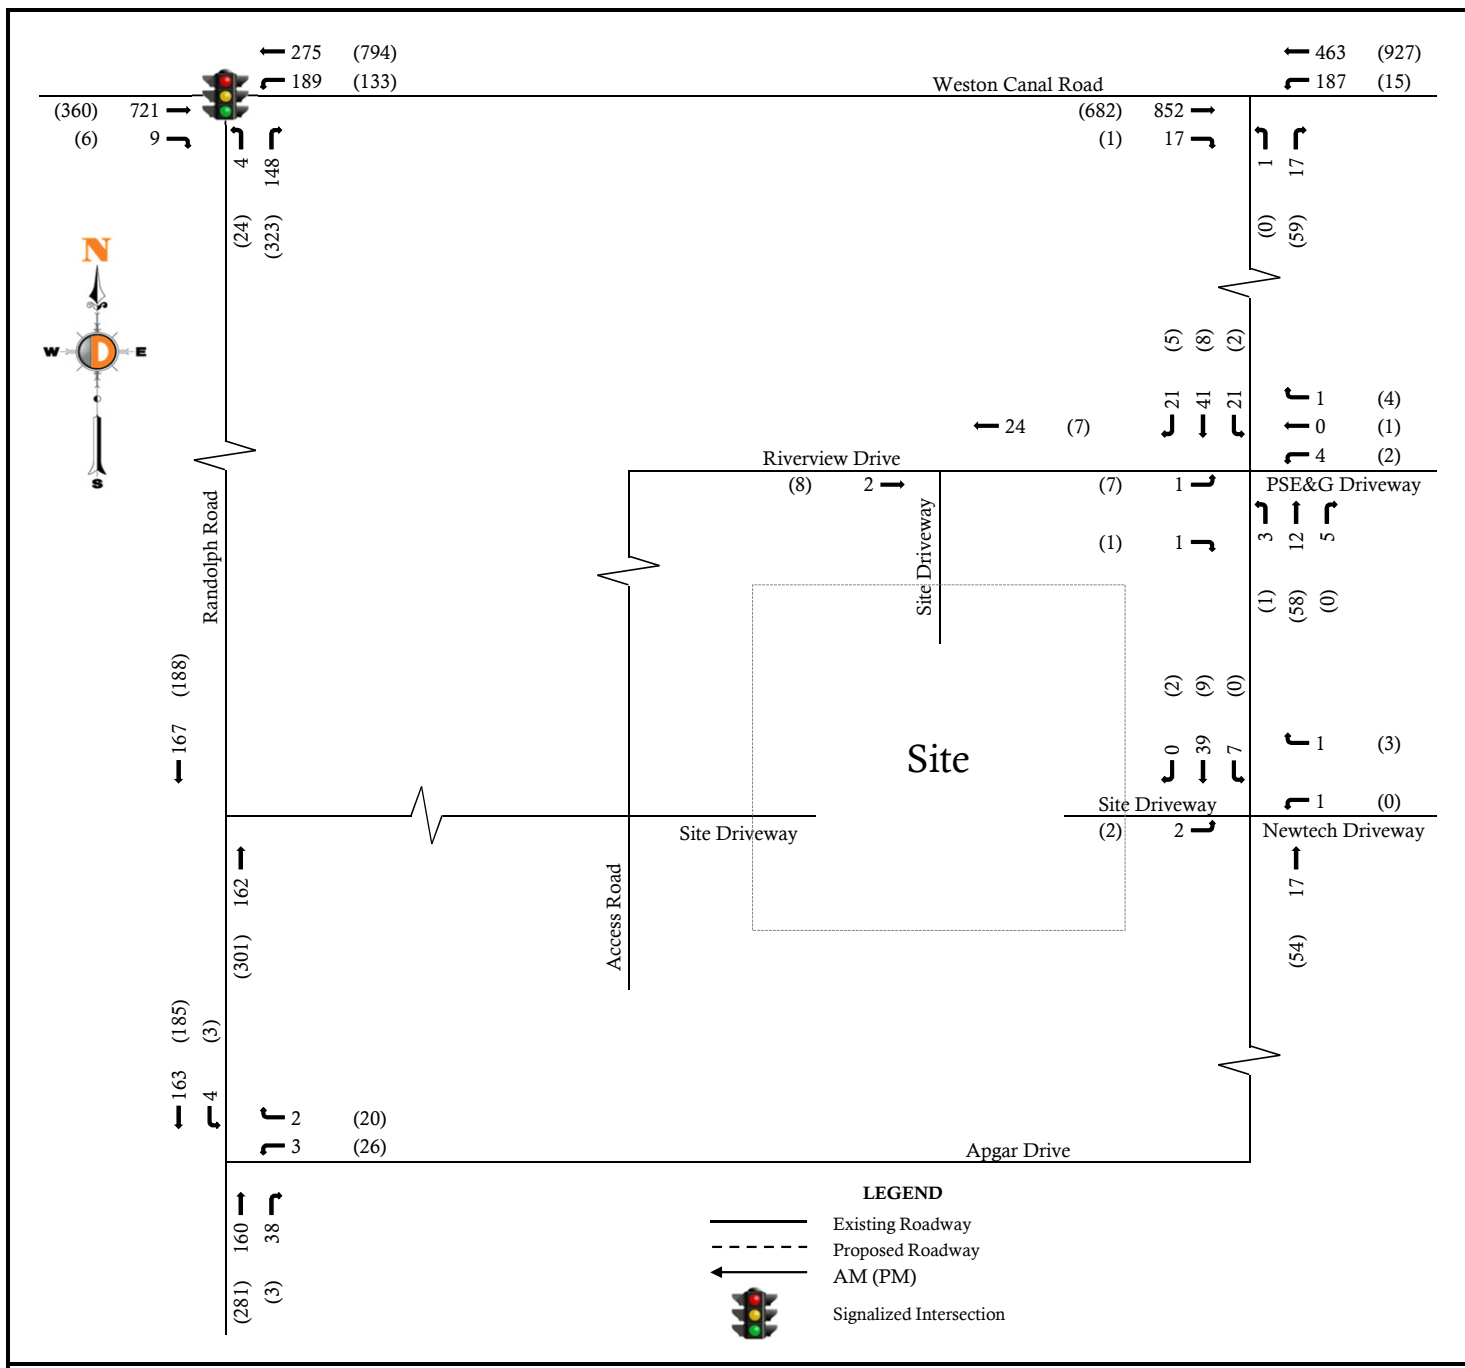 275 (794)
189 (133)
463 (927)
187 (15)
Weston Canal Road
(360) 721
(6) 9
(682) 852
(1) 17
4 148
(24) (323)
1 17
(0) (59)
N
W D E
S
(5) (8) (2)
21 41 21
1 (4)
0 (1)
4 (2)
24 (7)
Riverview Drive
(8) 2
(7) 1
PSE&G Driveway
(1) 1
3 12 5
(1) (58) (0)
Randolph Road
Site Driveway
(188)
167
(2) (9) (0)
0 39 7
1 (3)
Site
Site Driveway
1 (0)
Site Driveway
(2) 2
Newtech Driveway
162
(301)
17
(54)
Access Road
(185) (3)
163 4
2 (20)
3 (26)
Apgar Drive
160 38
(281) (3)
LEGEND
Existing Roadway
Proposed Roadway
AM (PM)
Signalized Intersection